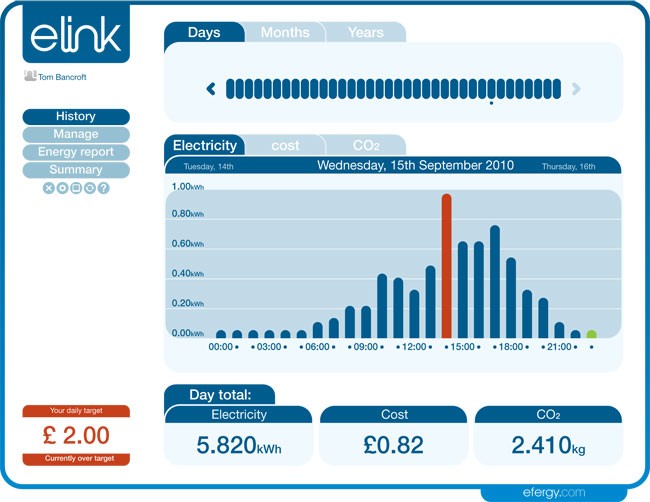 elink
Tom Bancroft
History
Manage
Energy report
Summary
?
Days Months Years
Electricity cost CO₂
Tuesday, 14th Wednesday, 15th September 2010 Thursday, 16th
1.00kWh
0.80kWh
0.60kWh
0.40kWh
0.20kWh
0.00kWh
00:00 • • 03:00 • • 06:00 • • 09:00 • • 12:00 • • 15:00 • • 18:00 • • 21:00 • •
Your daily target
£ 2.00
Currently over target
Day total:
Electricity Cost CO₂
5.820kWh £0.82 2.410kg
efergy.com